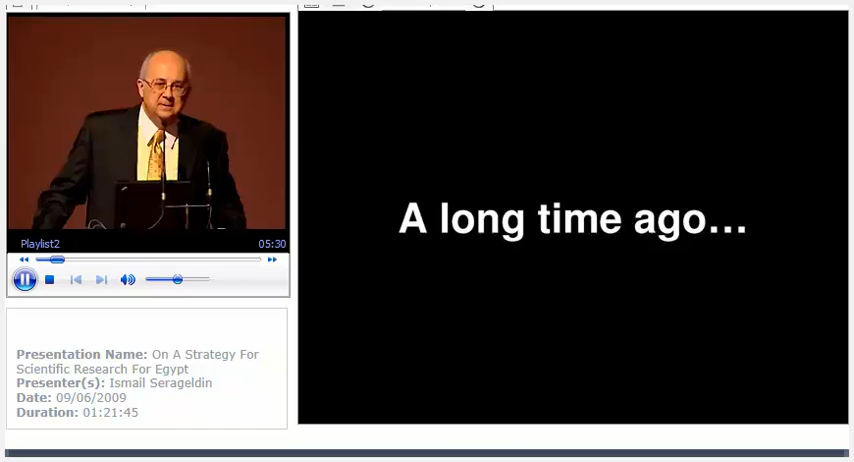 Playlist2 05:30
Presentation Name: On A Strategy For
Scientific Research For Egypt
Presenter(s): Ismail Serageldin
Date: 09/06/2009
Duration: 01:21:45
A long time ago...